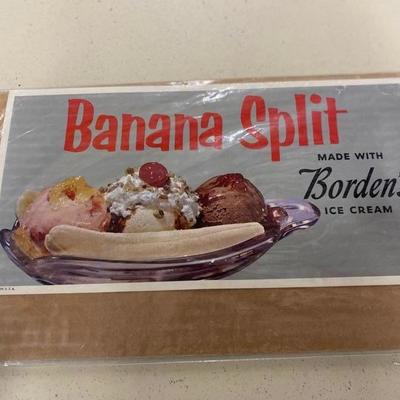 Banana Split
MADE WITH
Borden's
ICE CREAM